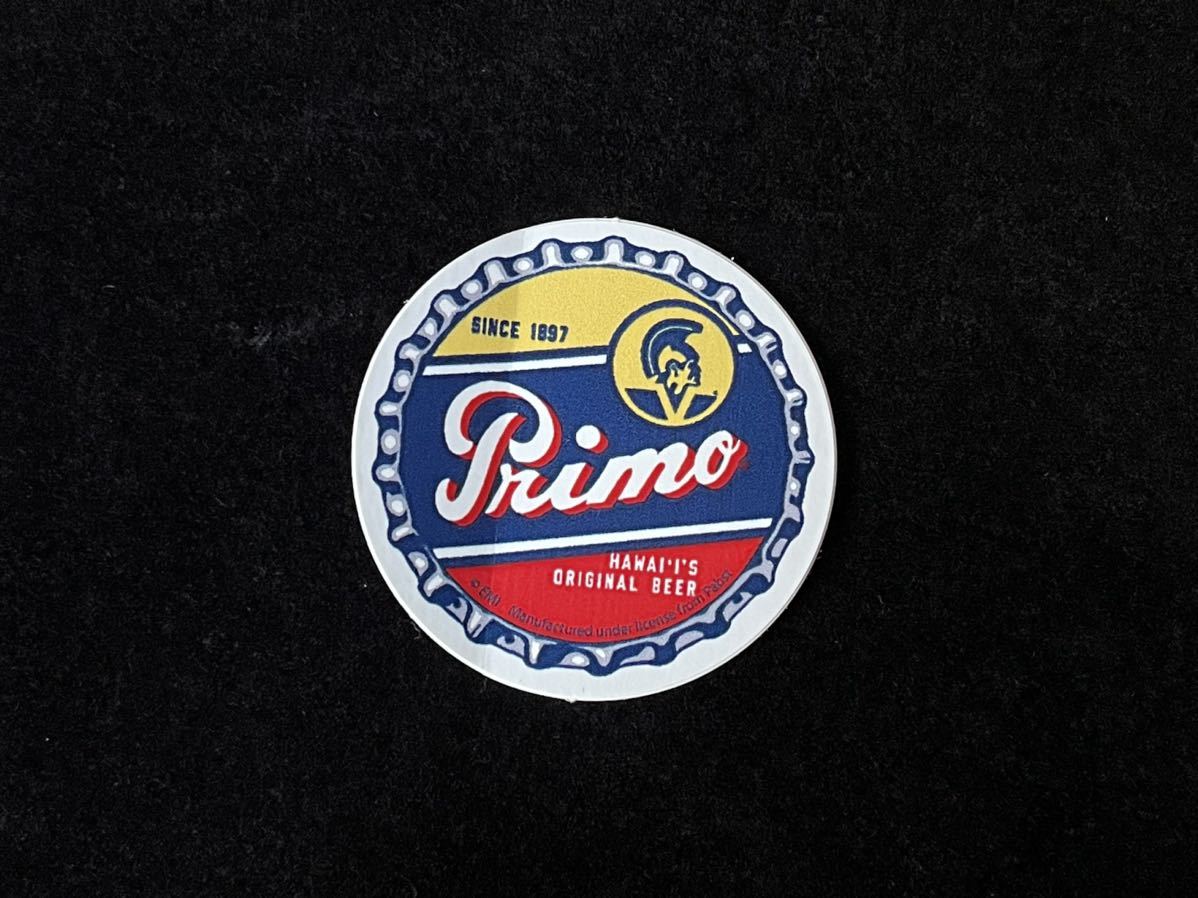 SINCE 1897
Primo
HAWAI'I'S
ORIGINAL BEER
© EMI Manufactured under license from Pabst